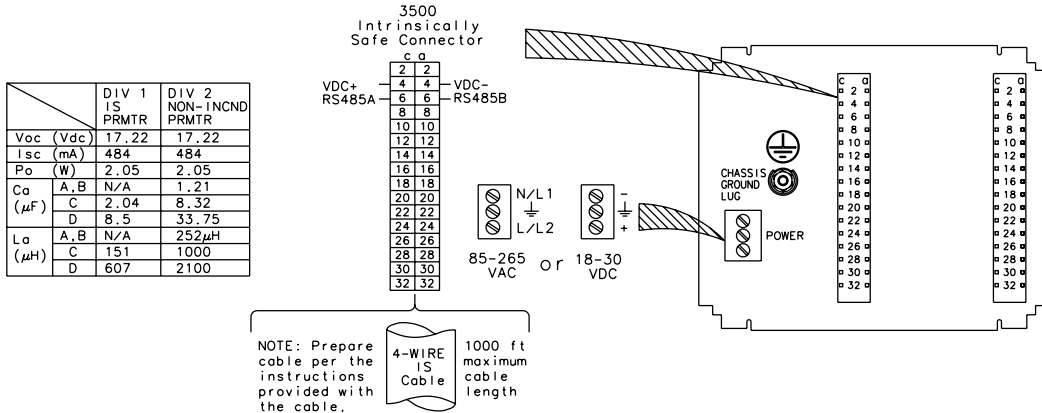 3500
Intrinsically
Safe Connector
c a
2 2
VDC+ 4 4 VDC-
RS485A 6 6 RS485B
8 8
10 10
12 12
14 14
16 16
18 18
20 20
22 22
24 24
26 26
28 28
30 30
32 32
DIV 1 IS PRMTR DIV 2 NON-INCND PRMTR
Voc (Vdc) 17.22 17.22
Isc (mA) 484 484
Po (W) 2.05 2.05
Ca (μF) A,B N/A 1.21
C 2.04 8.32
D 8.5 33.75
La (μH) A,B N/A 252μH
C 151 1000
D 607 2100
N/L1
L/L2
85-265
VAC
or
-
+
18-30
VDC
CHASSIS
GROUND
LUG
POWER
c a
2
4
6
8
10
12
14
16
18
20
22
24
26
28
30
32
c a
2
4
6
8
10
12
14
16
18
20
22
24
26
28
30
32
NOTE: Prepare
cable per the
instructions
provided with
the cable.
4-WIRE
IS
Cable
1000 ft
maximum
cable
length